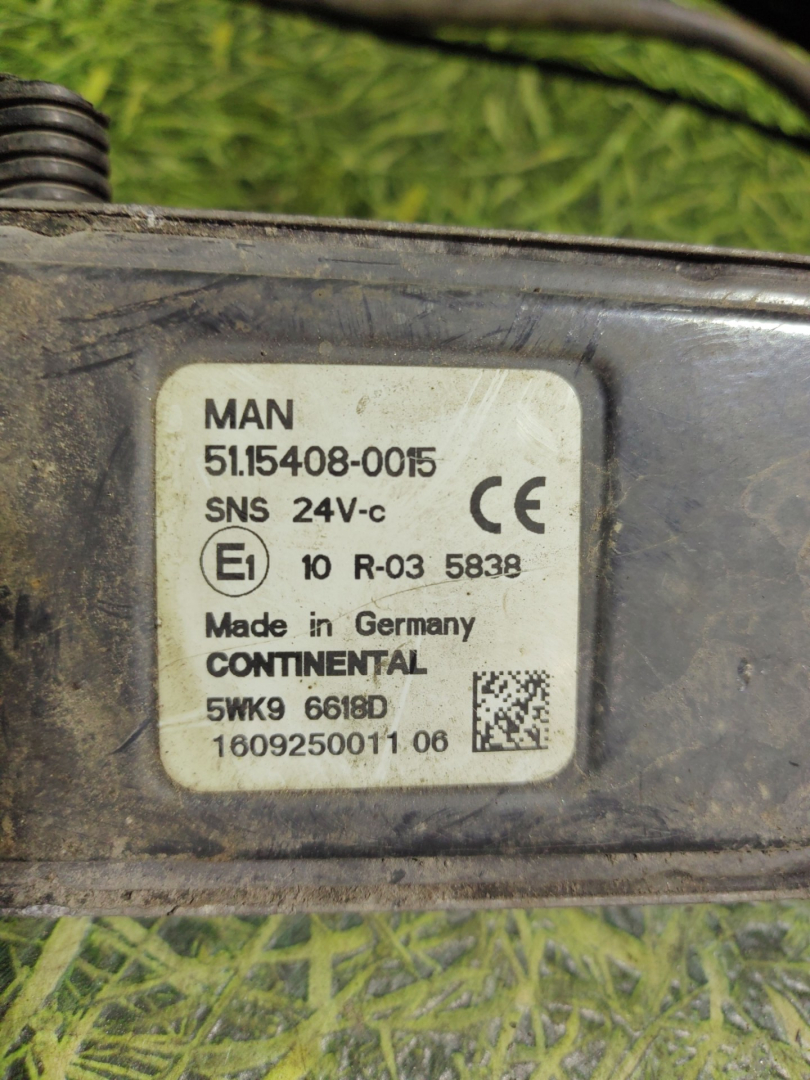 MAN
51.15408-0015
SNS 24V-c
CE
E1 10 R-03 5838
Made in Germany
CONTINENTAL
5WK9 6618D
1609250011 06